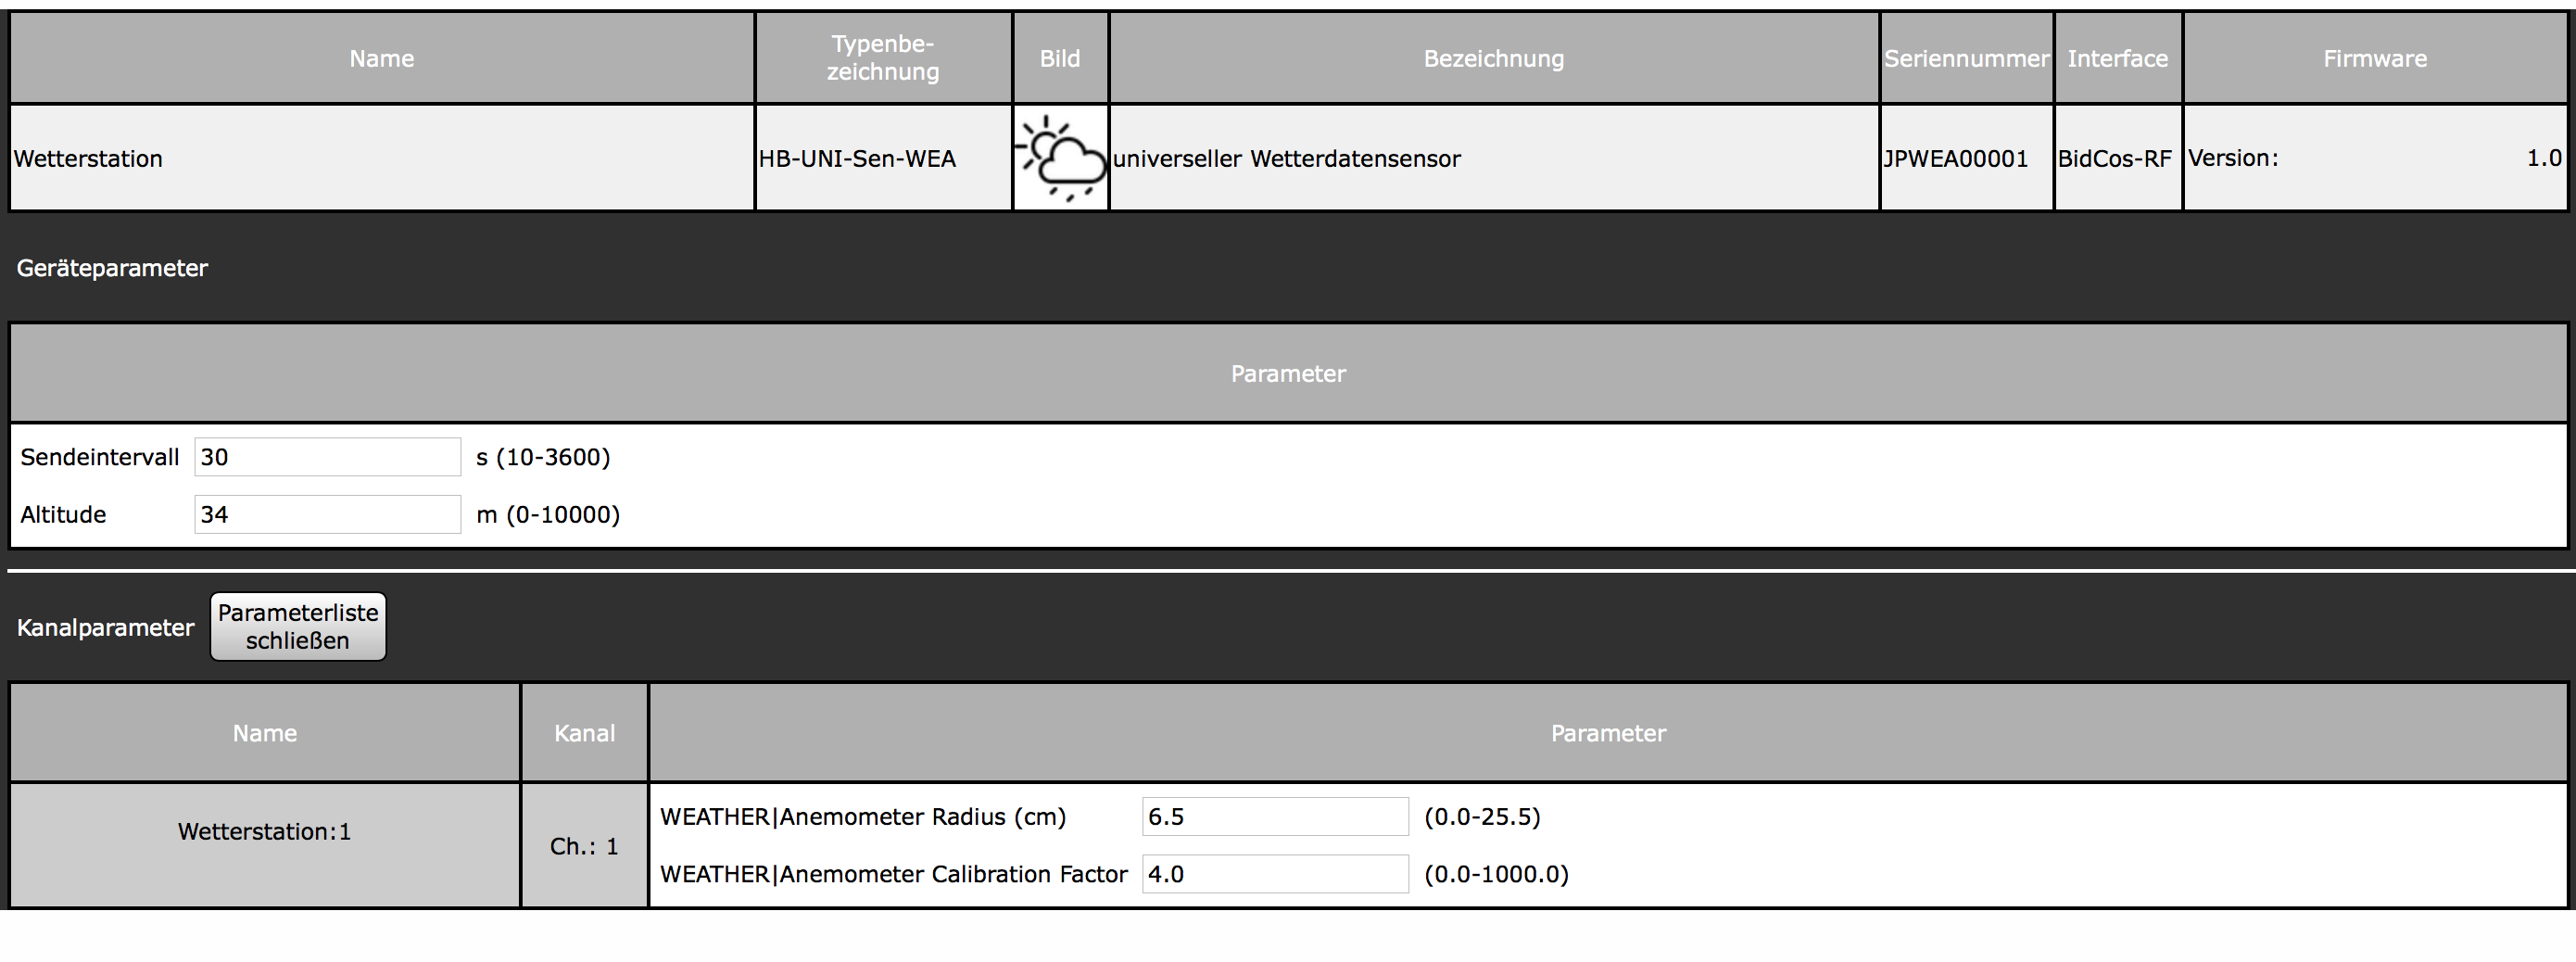 Name
Typenbe-
zeichnung
Bild
Bezeichnung
Seriennummer
Interface
Firmware
Wetterstation
HB-UNI-Sen-WEA
universeller Wetterdatensensor
JPWEA00001
BidCos-RF
Version: 1.0
Geräteparameter
Parameter
Sendeintervall 30 s (10-3600)
Altitude 34 m (0-10000)
Kanalparameter
Parameterliste
schließen
Name
Kanal
Parameter
Wetterstation:1
Ch.: 1
WEATHER|Anemometer Radius (cm) 6.5 (0.0-25.5)
WEATHER|Anemometer Calibration Factor 4.0 (0.0-1000.0)